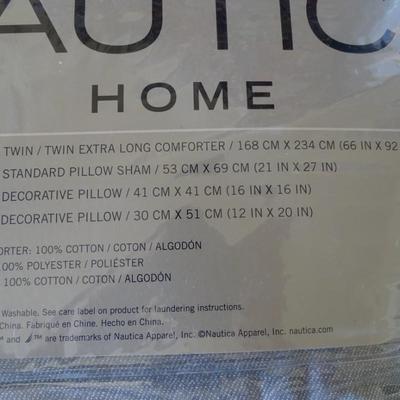 AUTIC
HOME
TWIN / TWIN EXTRA LONG COMFORTER / 168 CM X 234 CM (66 IN X 92
STANDARD PILLOW SHAM / 53 CM X 69 CM (21 IN X 27 IN)
DECORATIVE PILLOW / 41 CM X 41 CM (16 IN X 16 IN)
DECORATIVE PILLOW / 30 CM X 51 CM (12 IN X 20 IN)
ORTER: 100% COTTON / COTON / ALGODÓN
00% POLYESTER / POLIÉSTER
100% COTTON / COTON / ALGODÓN
Washable. See care label on product for laundering instructions.
China. Fabriqué en Chine. Hecho en China.
™ and ™ are trademarks of Nautica Apparel, Inc. ©Nautica Apparel, Inc. nautica.com